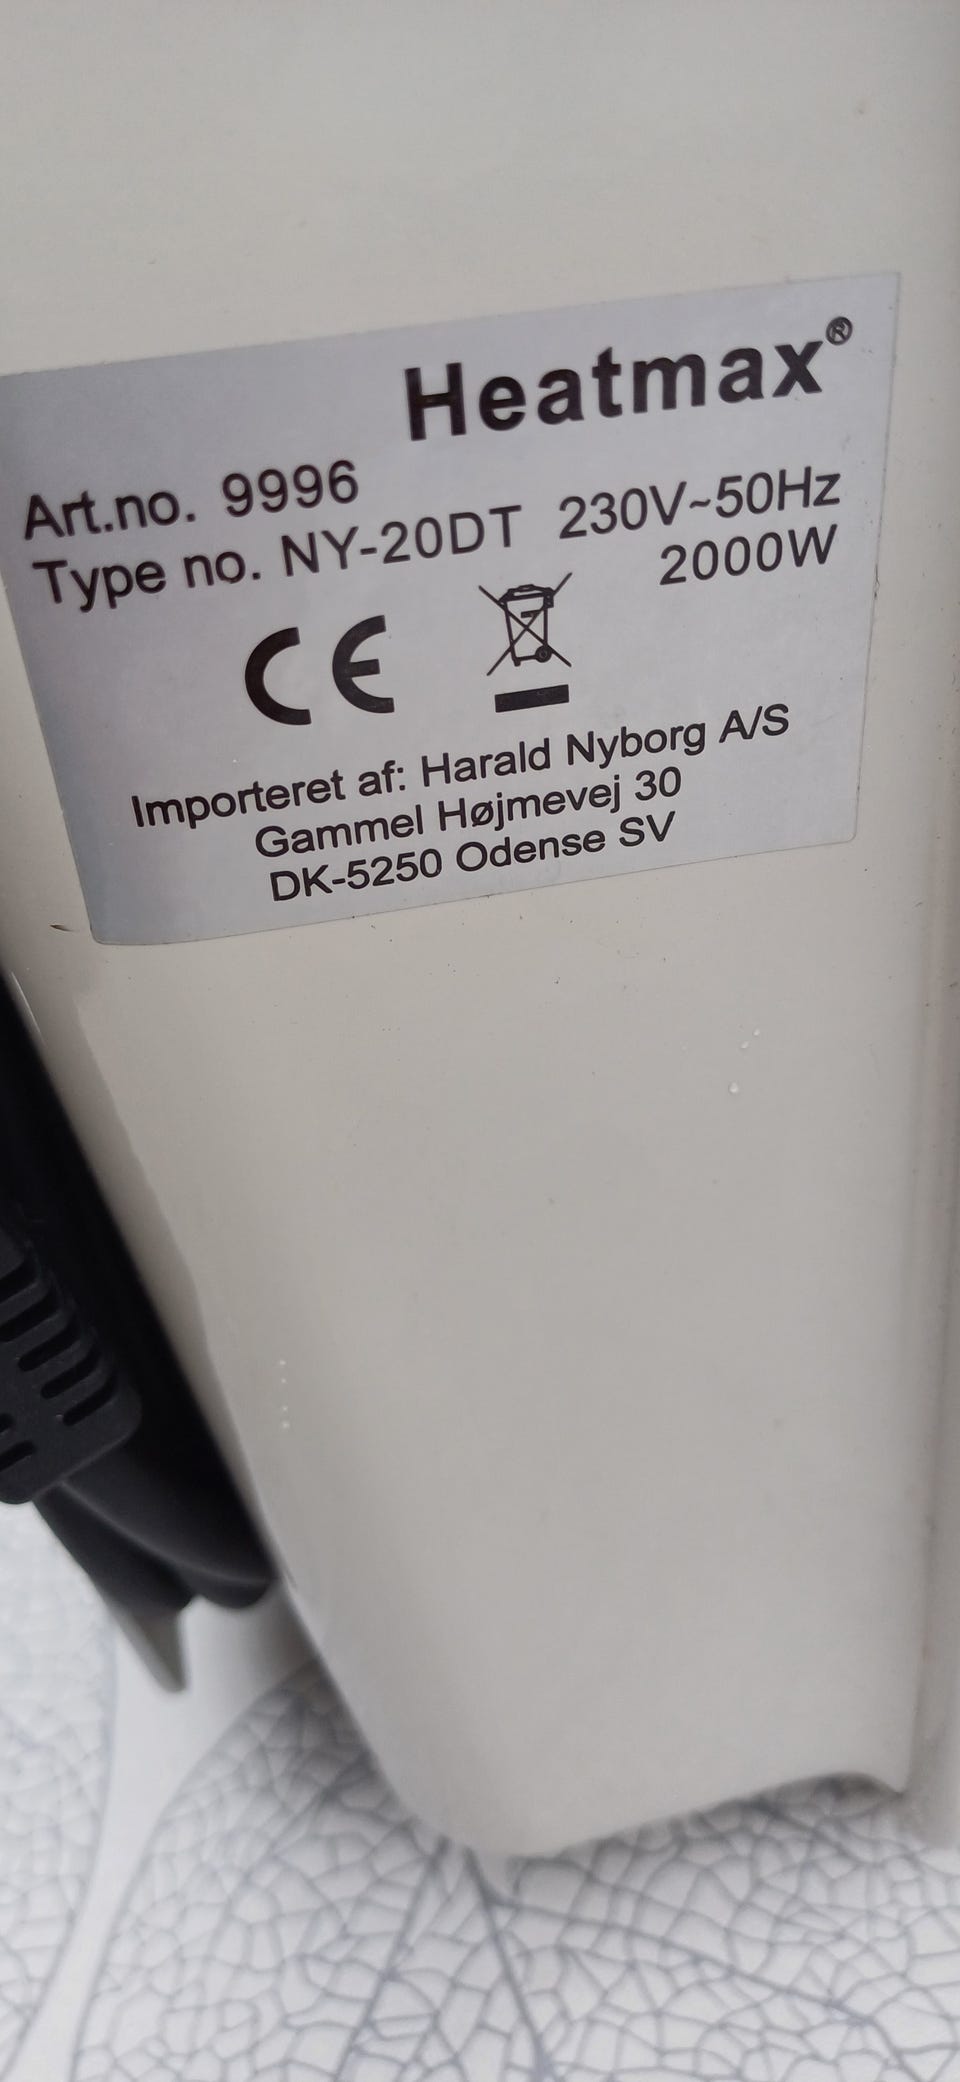 Heatmax®
Art.no. 9996
Type no. NY-20DT 230V~50Hz
2000W
CE
Importeret af: Harald Nyborg A/S
Gammel Højmevej 30
DK-5250 Odense SV